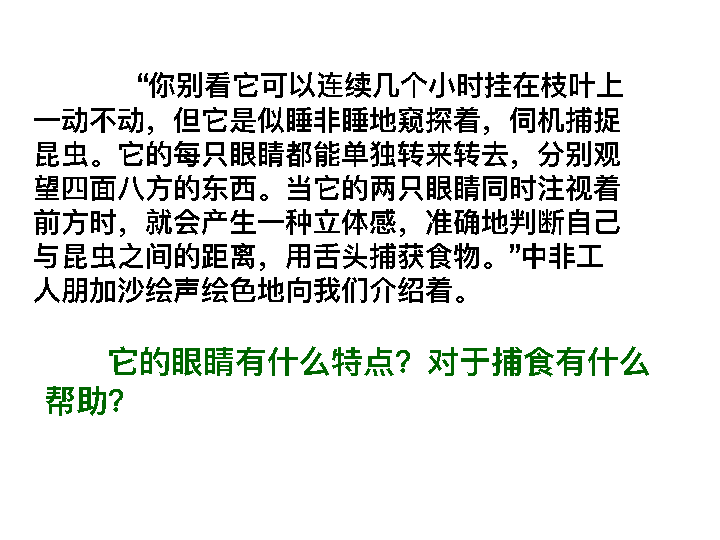 “你别看它可以连续几个小时挂在枝叶上
一动不动，但它是似睡非睡地窥探着，伺机捕捉
昆虫。它的每只眼睛都能单独转来转去，分别观
望四面八方的东西。当它的两只眼睛同时注视着
前方时，就会产生一种立体感，准确地判断自己
与昆虫之间的距离，用舌头捕获食物。”中非工
人朋加沙绘声绘色地向我们介绍着。
它的眼睛有什么特点？对于捕食有什么
帮助？